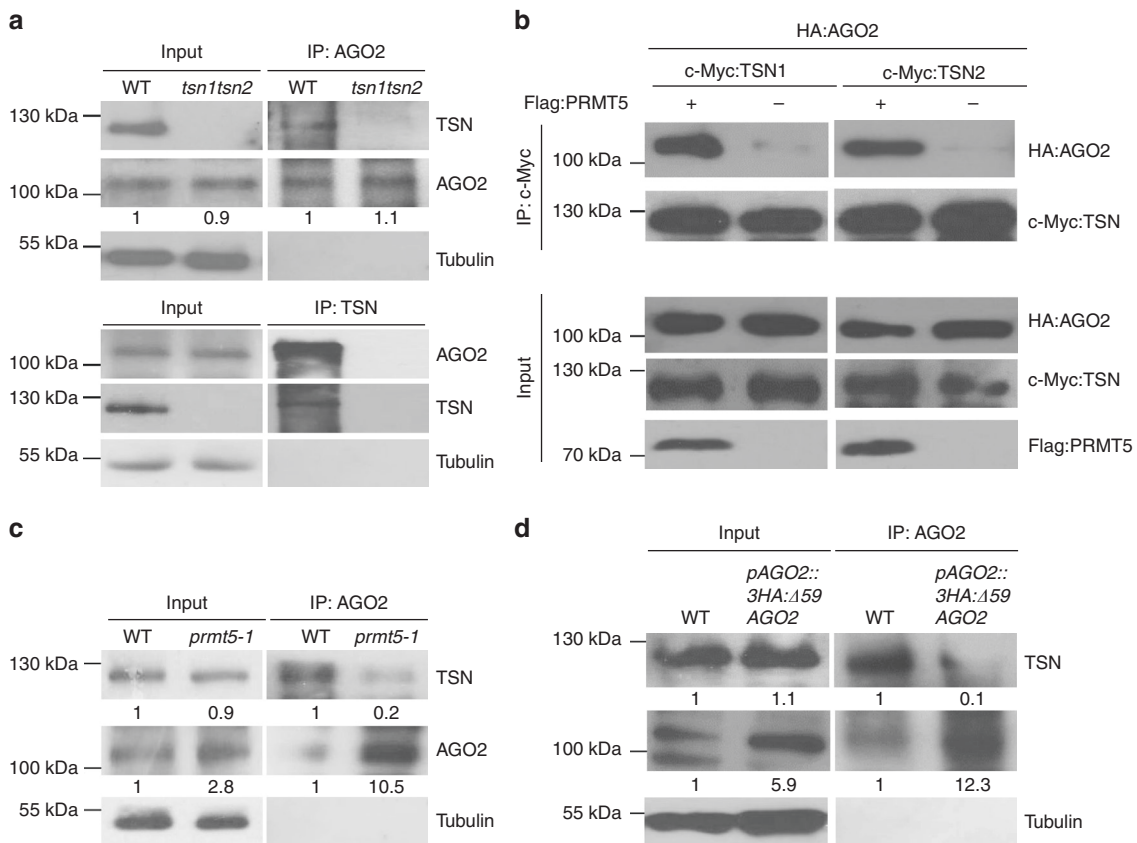 a
Input IP: AGO2
WT tsn1tsn2 WT tsn1tsn2
130 kDa TSN
100 kDa AGO2
1 0.9 1 1.1
55 kDa Tubulin
Input IP: TSN
100 kDa AGO2
130 kDa TSN
55 kDa Tubulin
b
HA:AGO2
c-Myc:TSN1 c-Myc:TSN2
Flag:PRMT5 + − + −
IP: c-Myc
100 kDa HA:AGO2
130 kDa c-Myc:TSN
Input
100 kDa HA:AGO2
130 kDa c-Myc:TSN
70 kDa Flag:PRMT5
c
Input IP: AGO2
WT prmt5-1 WT prmt5-1
130 kDa TSN
1 0.9 1 0.2
100 kDa AGO2
1 2.8 1 10.5
55 kDa Tubulin
d
Input IP: AGO2
pAGO2:: pAGO2::
3HA:Δ59 3HA:Δ59
WT AGO2 WT AGO2
130 kDa TSN
1 1.1 1 0.1
100 kDa
1 5.9 1 12.3
55 kDa Tubulin